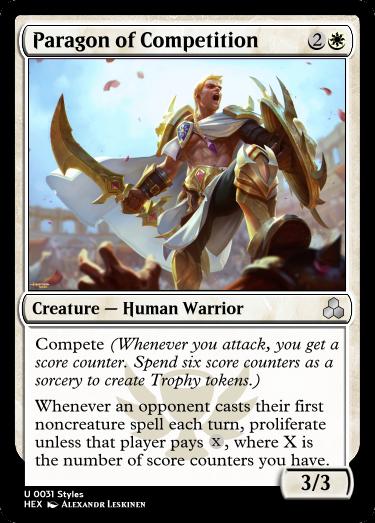 Paragon of Competition 2
Creature — Human Warrior
Compete (Whenever you attack, you get a
score counter. Spend six score counters as a
sorcery to create Trophy tokens.)
Whenever an opponent casts their first
noncreature spell each turn, proliferate
unless that player pays X, where X is
the number of score counters you have.
3/3
U 0031 Styles
HEX Alexandr Leskinen